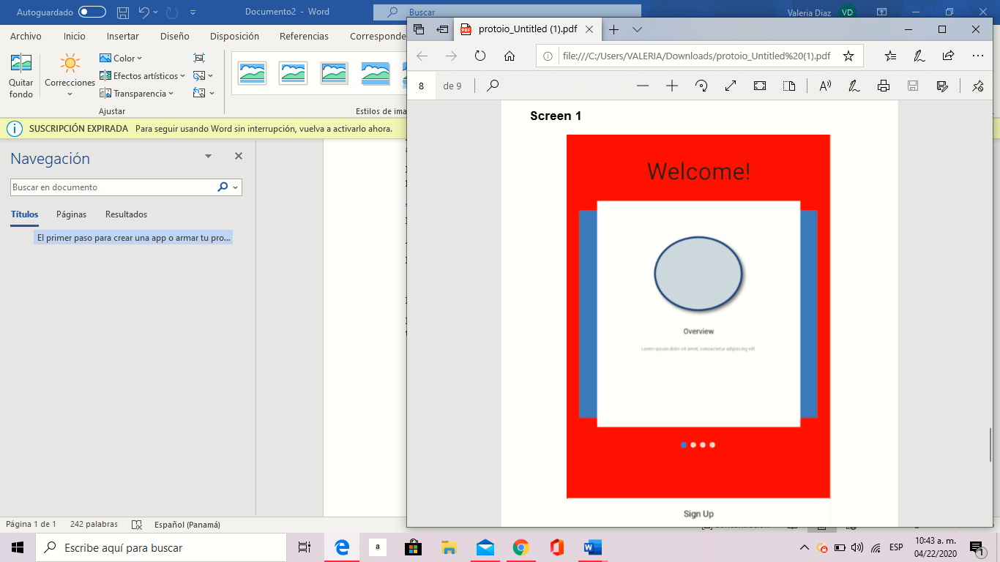 Autoguardado
Documento2 - Word
Buscar
Valeria Diaz
VD
Archivo
Inicio
Insertar
Diseño
Disposición
Referencias
Corresponde
Quitar
fondo
Correcciones
Color
Efectos artísticos
Transparencia
Ajustar
Estilos de ima
SUSCRIPCIÓN EXPIRADA Para seguir usando Word sin interrupción, vuelva a activarlo ahora.
Navegación
Buscar en documento
Títulos
Páginas
Resultados
El primer paso para crear una app o armar tu pro...
PDF
protoio_Untitled (1).pdf
file:///C:/Users/VALERIA/Downloads/protoio_Untitled%20(1).pdf
8 de 9
Screen 1
Welcome!
Overview
Lorem ipsum dolor sit amet, consectetur adipiscing elit.
Sign Up
Página 1 de 1
242 palabras
Español (Panamá)
Escribe aquí para buscar
a
W
ESP
10:43 a. m.
04/22/2020
1